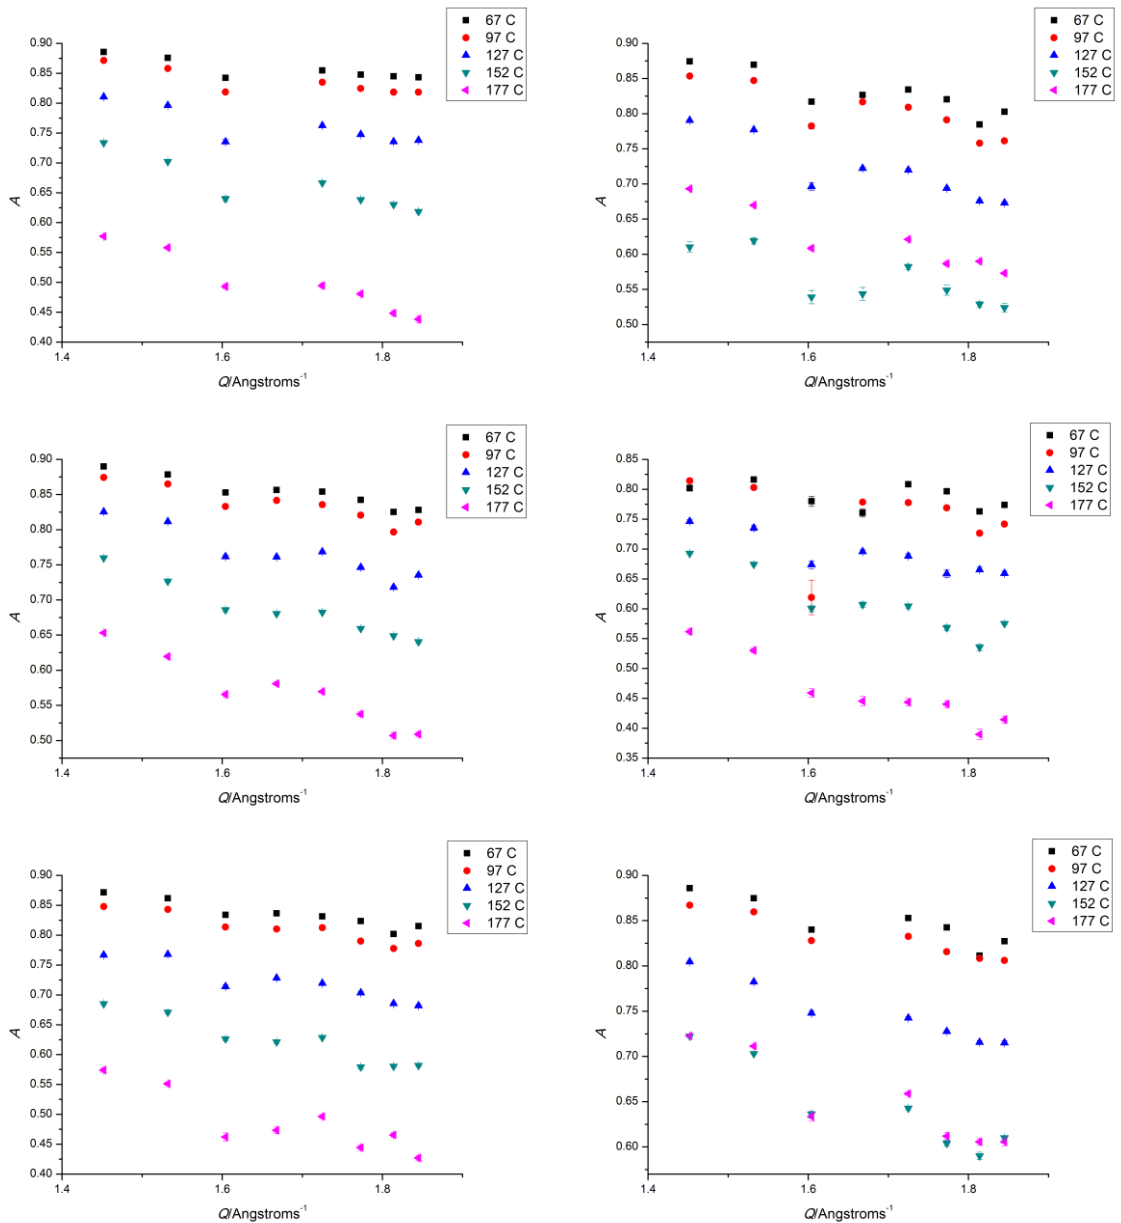 67 C
97 C
127 C
152 C
177 C
0.90
0.85
0.80
0.75
0.70
0.65
0.60
0.55
0.50
0.45
0.40
A
1.4 1.6 1.8
Q/Angstroms-1
67 C
97 C
127 C
152 C
177 C
0.90
0.85
0.80
0.75
0.70
0.65
0.60
0.55
0.50
A
1.4 1.6 1.8
Q/Angstroms-1
67 C
97 C
127 C
152 C
177 C
0.90
0.85
0.80
0.75
0.70
0.65
0.60
0.55
0.50
A
1.4 1.6 1.8
Q/Angstroms-1
67 C
97 C
127 C
152 C
177 C
0.85
0.80
0.75
0.70
0.65
0.60
0.55
0.50
0.45
0.40
0.35
A
1.4 1.6 1.8
Q/Angstroms-1
67 C
97 C
127 C
152 C
177 C
0.90
0.85
0.80
0.75
0.70
0.65
0.60
0.55
0.50
0.45
0.40
A
1.4 1.6 1.8
Q/Angstroms-1
67 C
97 C
127 C
152 C
177 C
0.90
0.85
0.80
0.75
0.70
0.65
0.60
A
1.4 1.6 1.8
Q/Angstroms-1